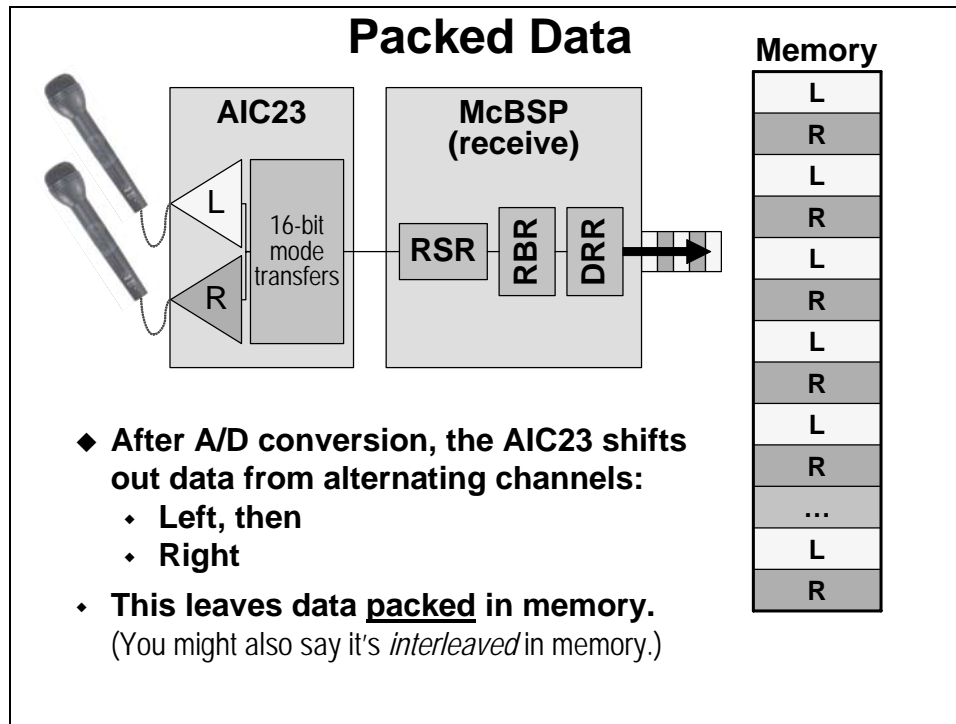 Packed Data
AIC23
L
R
16-bit
mode
transfers
McBSP
(receive)
RSR
RBR
DRR
Memory
L
R
L
R
L
R
L
R
L
R
...
L
R
◆ After A/D conversion, the AIC23 shifts
out data from alternating channels:
◆ Left, then
◆ Right
◆ This leaves data packed in memory.
(You might also say it's interleaved in memory.)